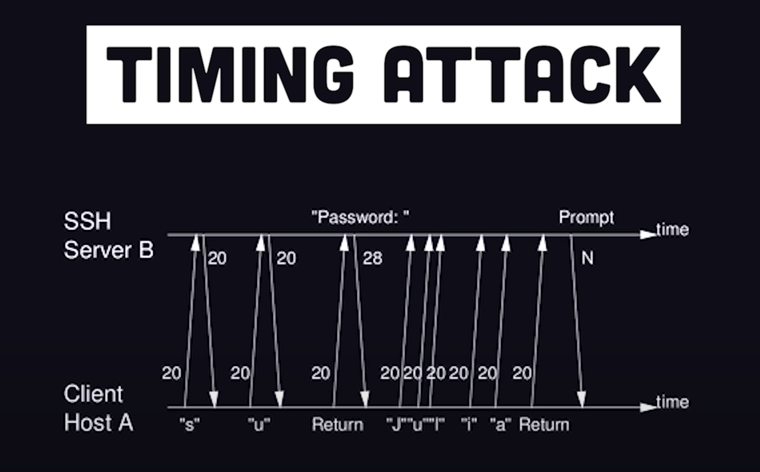 TIMING ATTACK
"Password: "
Prompt
SSH
Server B
time
20
20
28
N
20
20
20
20
20
20
20
20
20
Client
Host A
time
"s"
"u"
Return
"J"
"u"
"l"
"i"
"a"
Return